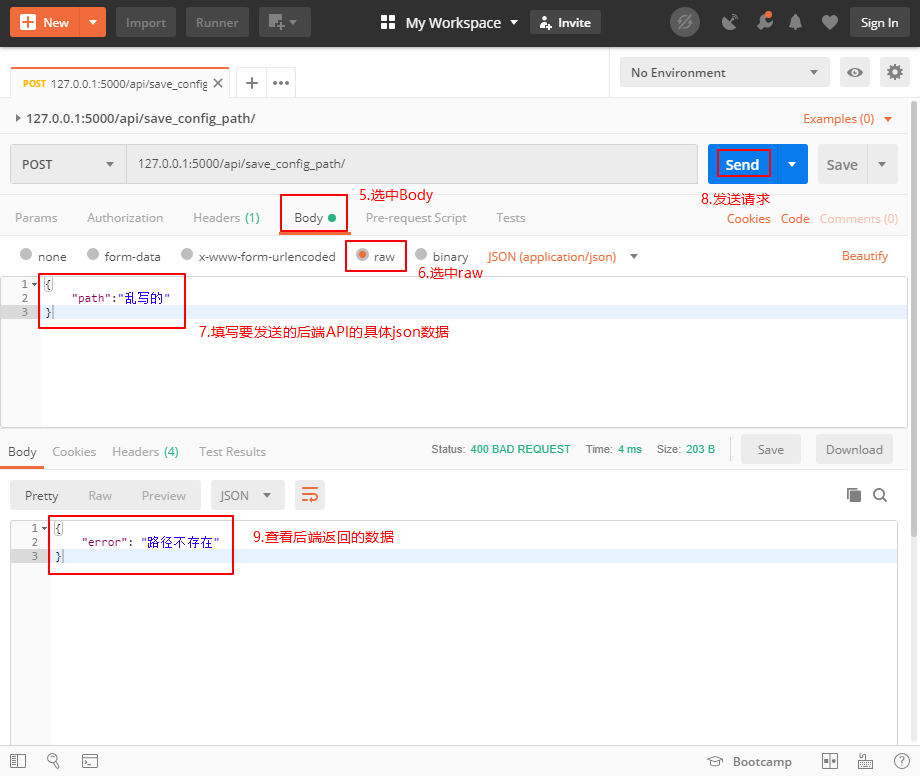 New Import Runner My Workspace Invite Sign In
POST 127.0.0.1:5000/api/save_config No Environment
127.0.0.1:5000/api/save_config_path/ Examples (0)
POST 127.0.0.1:5000/api/save_config_path/ Send Save
5.选中Body
8.发送请求
Params Authorization Headers (1) Body Pre-request Script Tests
Cookies Code Comments (0)
none form-data x-www-form-urlencoded raw binary JSON (application/json) Beautify
6.选中raw
1 {
2 "path":"乱写的"
3 }
7.填写要发送的后端API的具体json数据
Body Cookies Headers (4) Test Results Status: 400 BAD REQUEST Time: 4 ms Size: 203 B Save Download
Pretty Raw Preview JSON
1 {
2 "error": "路径不存在"
3 }
9.查看后端返回的数据
Bootcamp